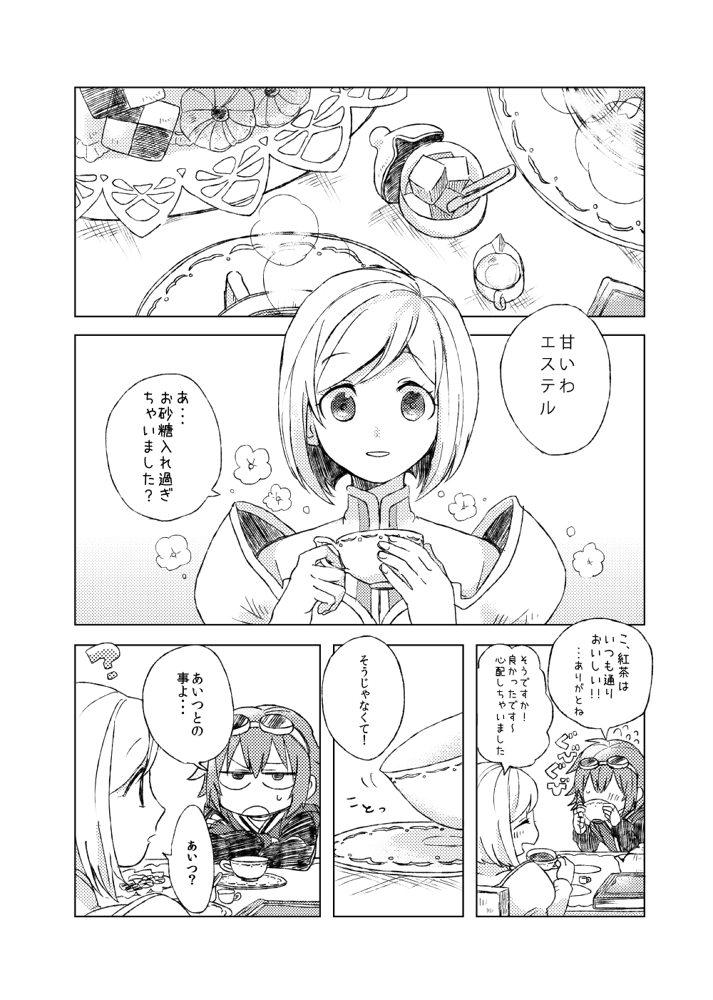 甘いわ
エステル
あ・・・
お砂糖入れ過ぎ
ちゃいました?
こ、紅茶は
いつも通り
おいしい!!
…ありがとね
ぐびぐび
そうですか!
良かったです〜
心配しちゃいました
そうじゃなくて!
ことっ
あいつとの
事よ・・・
?
あいつ?